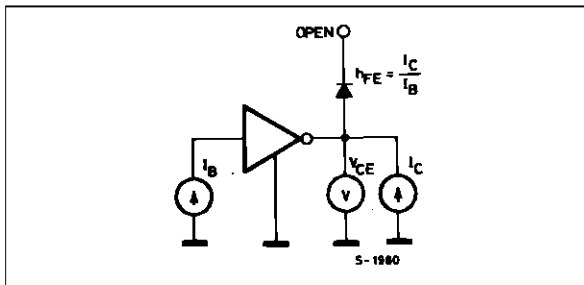 OPEN
hFE = IC
IB
IB
VCE
IC
V
S-1980